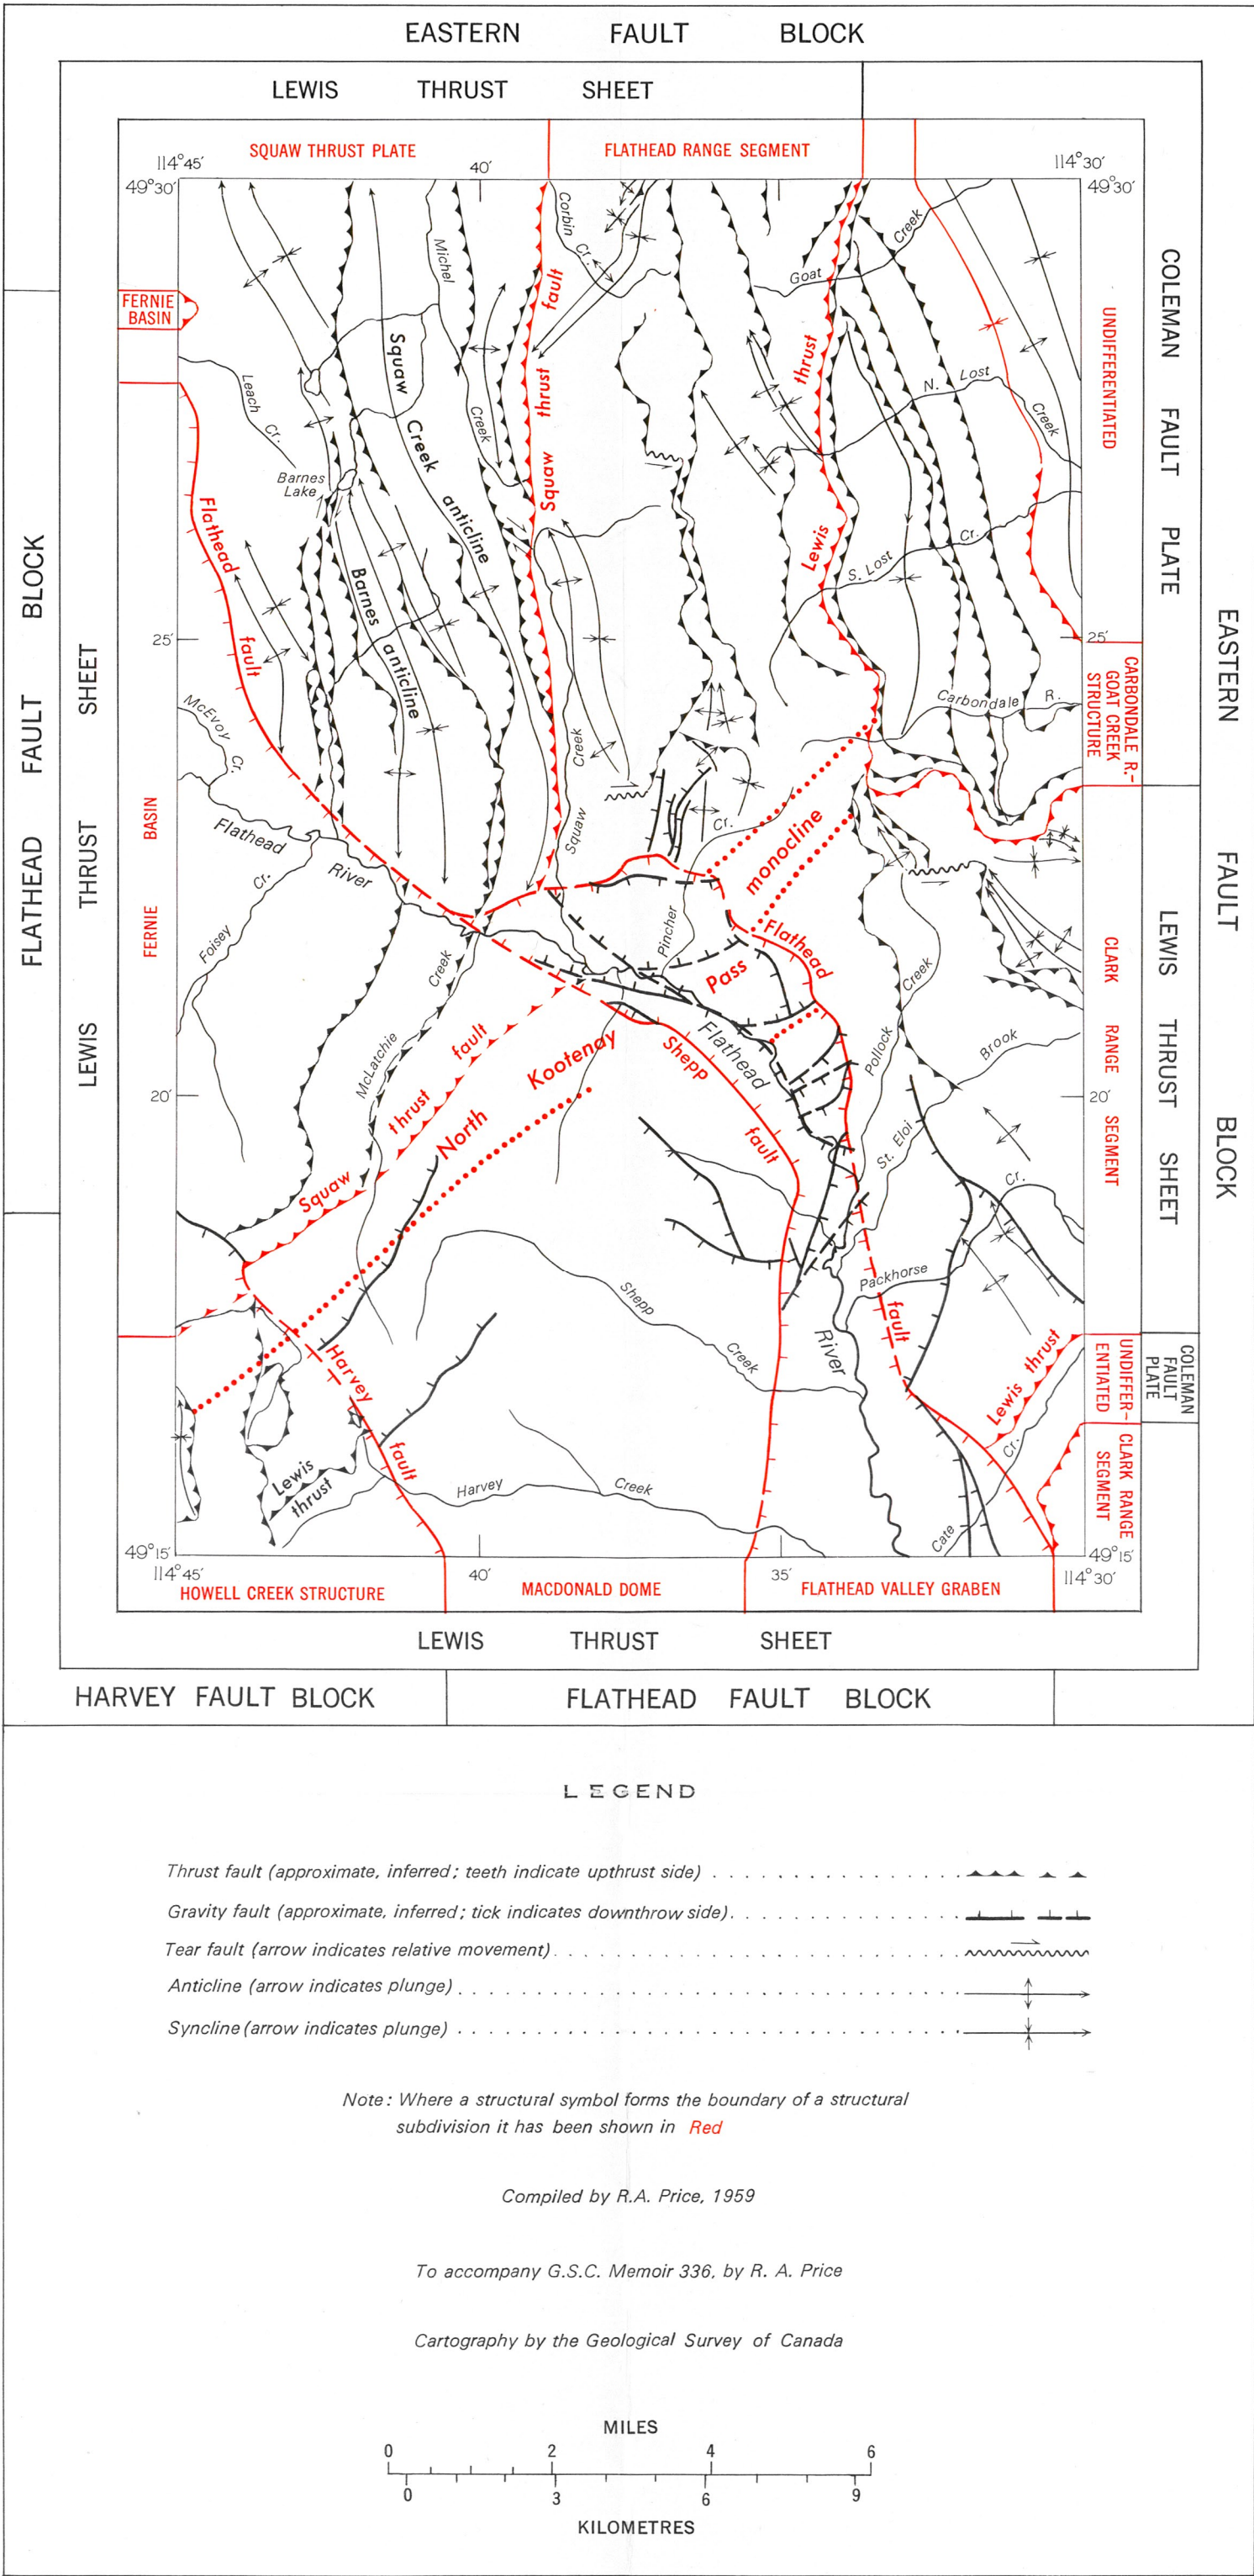 EASTERN FAULT BLOCK
LEWIS THRUST SHEET
SQUAW THRUST PLATE
FLATHEAD RANGE SEGMENT
114°45′
40′
114°30′
49°30′
49°30′
FERNIE
BASIN
FLATHEAD FAULT BLOCK
LEWIS THRUST SHEET
FERNIE BASIN
COLEMAN FAULT PLATE
UNDIFFERENTIATED
EASTERN FAULT BLOCK
CARBONDALE R.–
GOAT CREEK
STRUCTURE
LEWIS THRUST SHEET
CLARK RANGE SEGMENT
UNDIFFER–
ENTIATED
COLEMAN
FAULT
PLATE
CLARK RANGE
SEGMENT
Corbin Cr.
Michel Creek
Goat Creek
Squaw Creek anticline
Squaw thrust fault
Lewis thrust
N. Lost Creek
Leach Cr.
Barnes
Lake
Barnes anticline
Flathead fault
S. Lost Cr.
25′
25′
McEvoy Cr.
Carbondale R.
Squaw Creek
Flathead River
Cr.
monocline
Foisey Cr.
Pincher
Flathead
Pass
Creek
McLatchie Creek
Flathead
Pollock
Brook
Kootenay
Shepp
fault
20′
20′
North
Squaw thrust fault
St. Eloi
Cr.
Shepp Creek
Packhorse
River
fault
Harvey fault
Lewis thrust
Lewis
thrust
Harvey Creek
Cate Cr.
49°15′
49°15′
114°45′
40′
35′
114°30′
HOWELL CREEK STRUCTURE
MACDONALD DOME
FLATHEAD VALLEY GRABEN
LEWIS THRUST SHEET
HARVEY FAULT BLOCK
FLATHEAD FAULT BLOCK
LEGEND
Thrust fault (approximate, inferred; teeth indicate upthrust side)
Gravity fault (approximate, inferred; tick indicates downthrow side)
Tear fault (arrow indicates relative movement)
Anticline (arrow indicates plunge)
Syncline (arrow indicates plunge)
Note: Where a structural symbol forms the boundary of a structural
subdivision it has been shown in Red
Compiled by R.A. Price, 1959
To accompany G.S.C. Memoir 336, by R. A. Price
Cartography by the Geological Survey of Canada
MILES
0 2 4 6
0 3 6 9
KILOMETRES